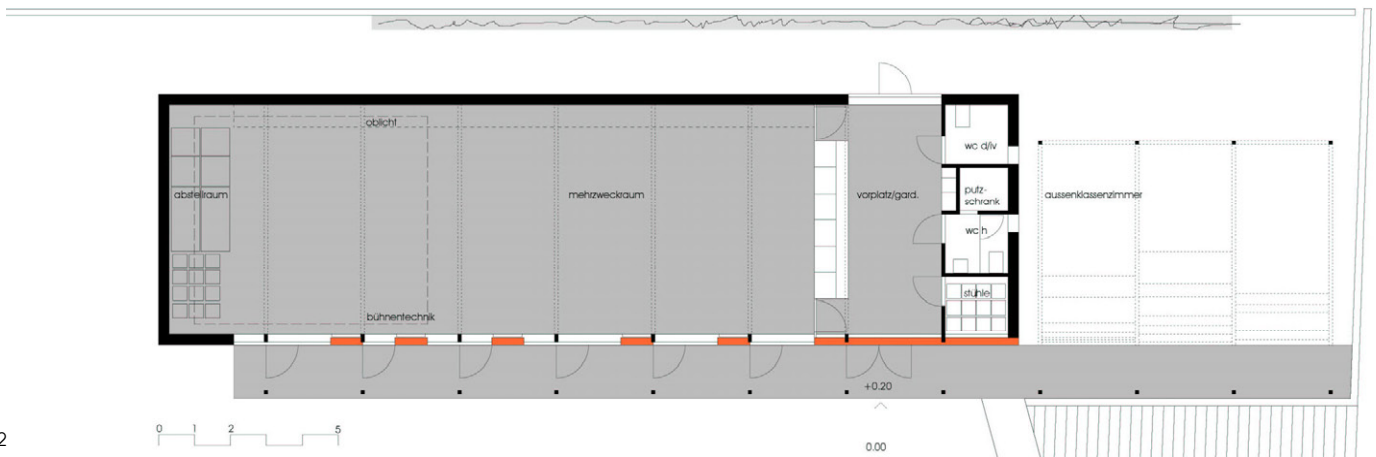 oblicht
wc d/iv
abstellraum
mehrzweckraum
vorplatz/gard.
putz-
schrank
aussenklassenzimmer
wc h
stühle
bühnentechnik
+0.20
0 1 2 5
2
0.00